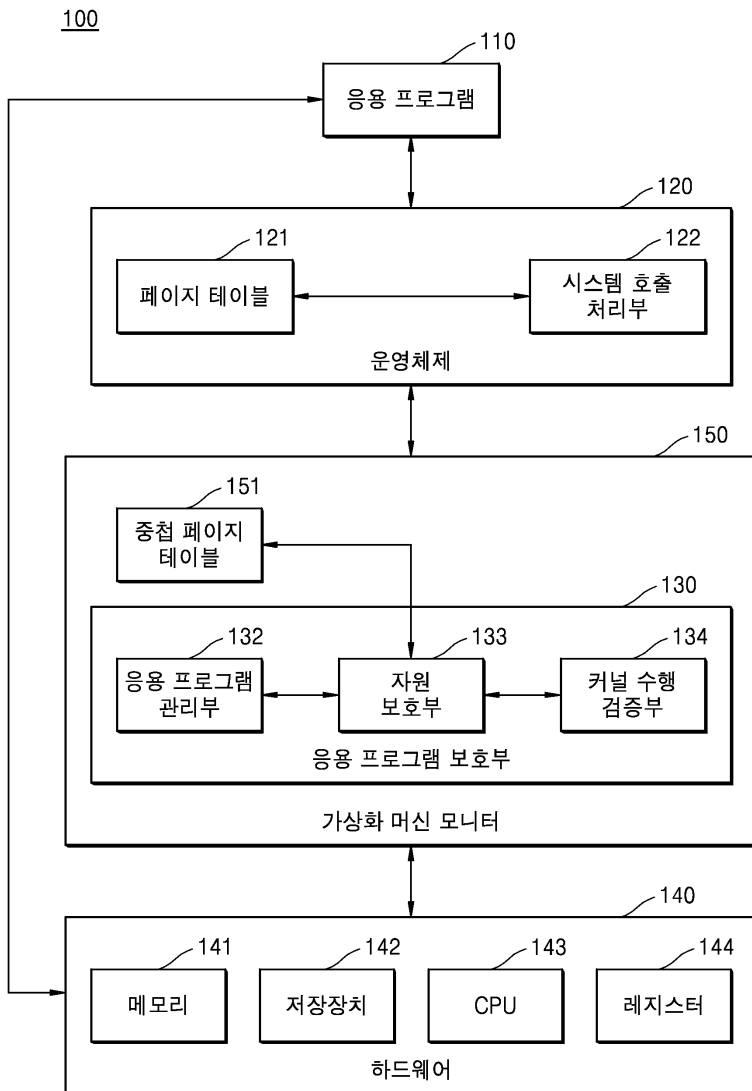 100
110
응용 프로그램
120
121
122
페이지 테이블
시스템 호출
처리부
운영체제
150
151
중첩 페이지
테이블
130
132
133
134
응용 프로그램
관리부
자원
보호부
커널 수행
검증부
응용 프로그램 보호부
가상화 머신 모니터
140
141
142
143
144
메모리
저장장치
CPU
레지스터
하드웨어